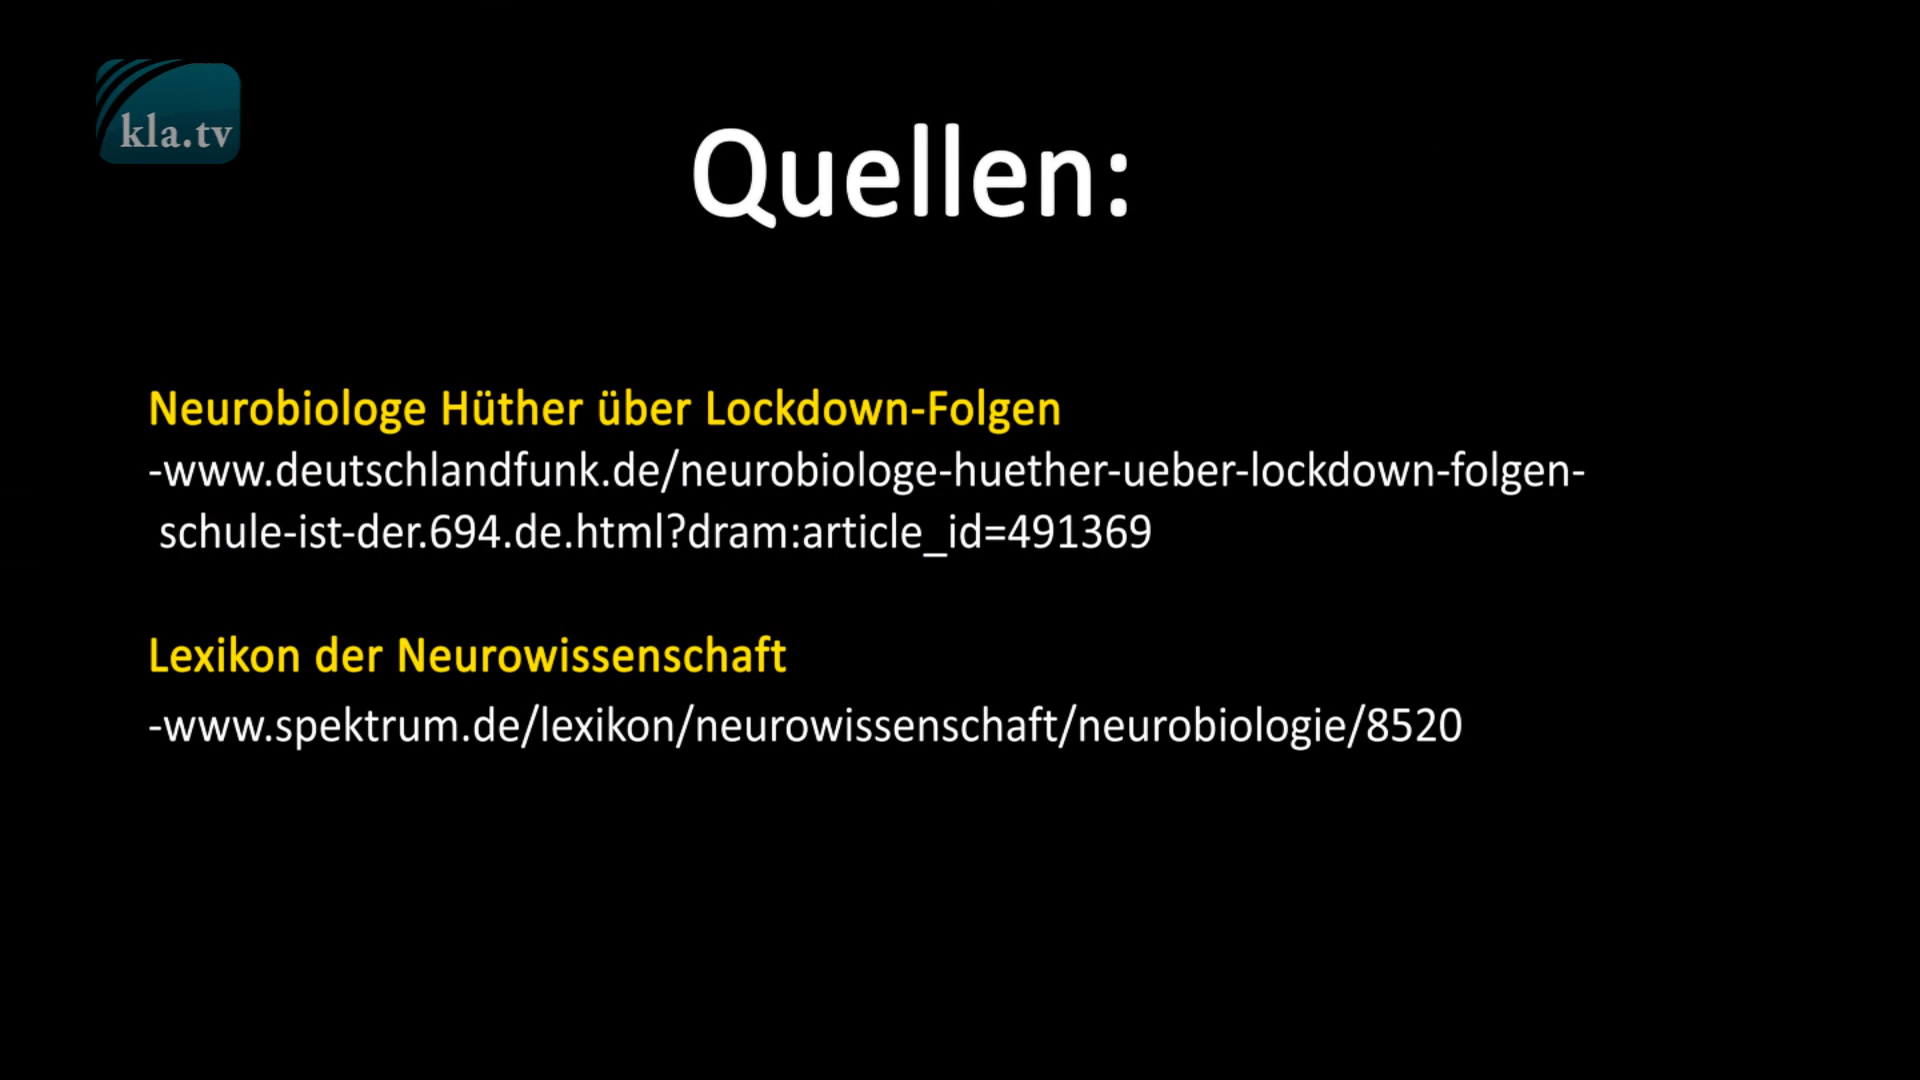 kla.tv
Quellen:
Neurobiologe Hüther über Lockdown-Folgen
-www.deutschlandfunk.de/neurobiologe-huether-ueber-lockdown-folgen-
schule-ist-der.694.de.html?dram:article_id=491369
Lexikon der Neurowissenschaft
-www.spektrum.de/lexikon/neurowissenschaft/neurobiologie/8520